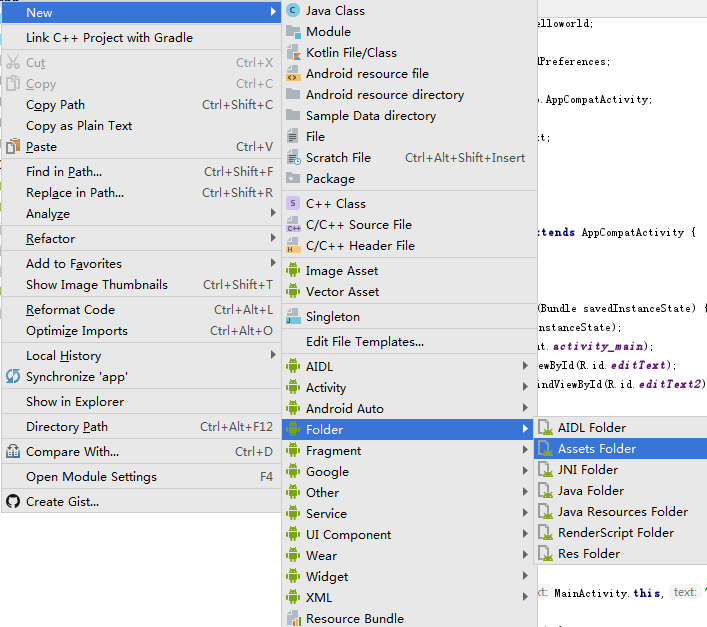 New
Link C++ Project with Gradle
Cut Ctrl+X
Copy Ctrl+C
Copy Path Ctrl+Shift+C
Copy as Plain Text
Paste Ctrl+V
Find in Path... Ctrl+Shift+F
Replace in Path... Ctrl+Shift+R
Analyze
Refactor
Add to Favorites
Show Image Thumbnails Ctrl+Shift+T
Reformat Code Ctrl+Alt+L
Optimize Imports Ctrl+Alt+O
Local History
Synchronize 'app'
Show in Explorer
Directory Path Ctrl+Alt+F12
Compare With... Ctrl+D
Open Module Settings F4
Create Gist...
Java Class
Module
Kotlin File/Class
Android resource file
Android resource directory
Sample Data directory
File
Scratch File Ctrl+Alt+Shift+Insert
Package
C++ Class
C/C++ Source File
C/C++ Header File
Image Asset
Vector Asset
Singleton
Edit File Templates...
AIDL
Activity
Android Auto
Folder
Fragment
Google
Other
Service
UI Component
Wear
Widget
XML
Resource Bundle
AIDL Folder
Assets Folder
JNI Folder
Java Folder
Java Resources Folder
RenderScript Folder
Res Folder
elloworld;
dPreferences;
.AppCompatActivity;
t;
tends AppCompatActivity {
(Bundle savedInstanceState) {
nstanceState);
t.activity_main);
ewById(R.id.editText);
indViewById(R.id.editText2)
xt: MainActivity.this, text: "